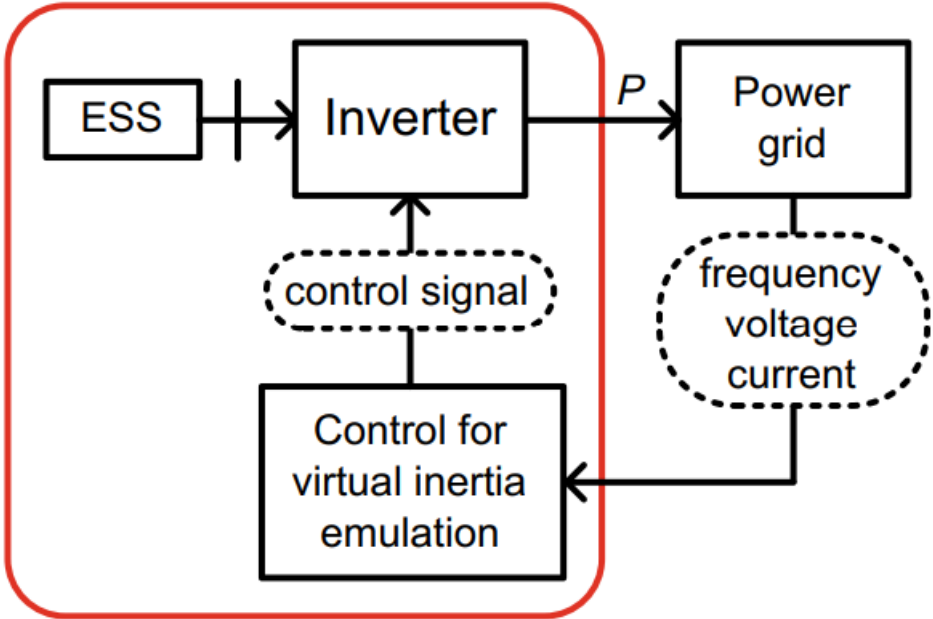 ESS
Inverter
P
Power
grid
control signal
frequency
voltage
current
Control for
virtual inertia
emulation